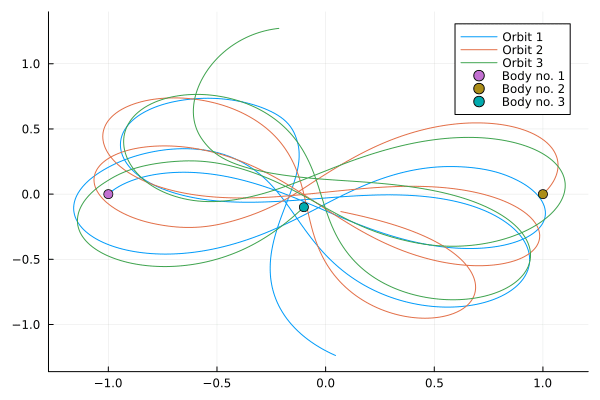 Orbit 1
Orbit 2
Orbit 3
Body no. 1
Body no. 2
Body no. 3
1.0
0.5
0.0
−0.5
−1.0
−1.0 −0.5 0.0 0.5 1.0